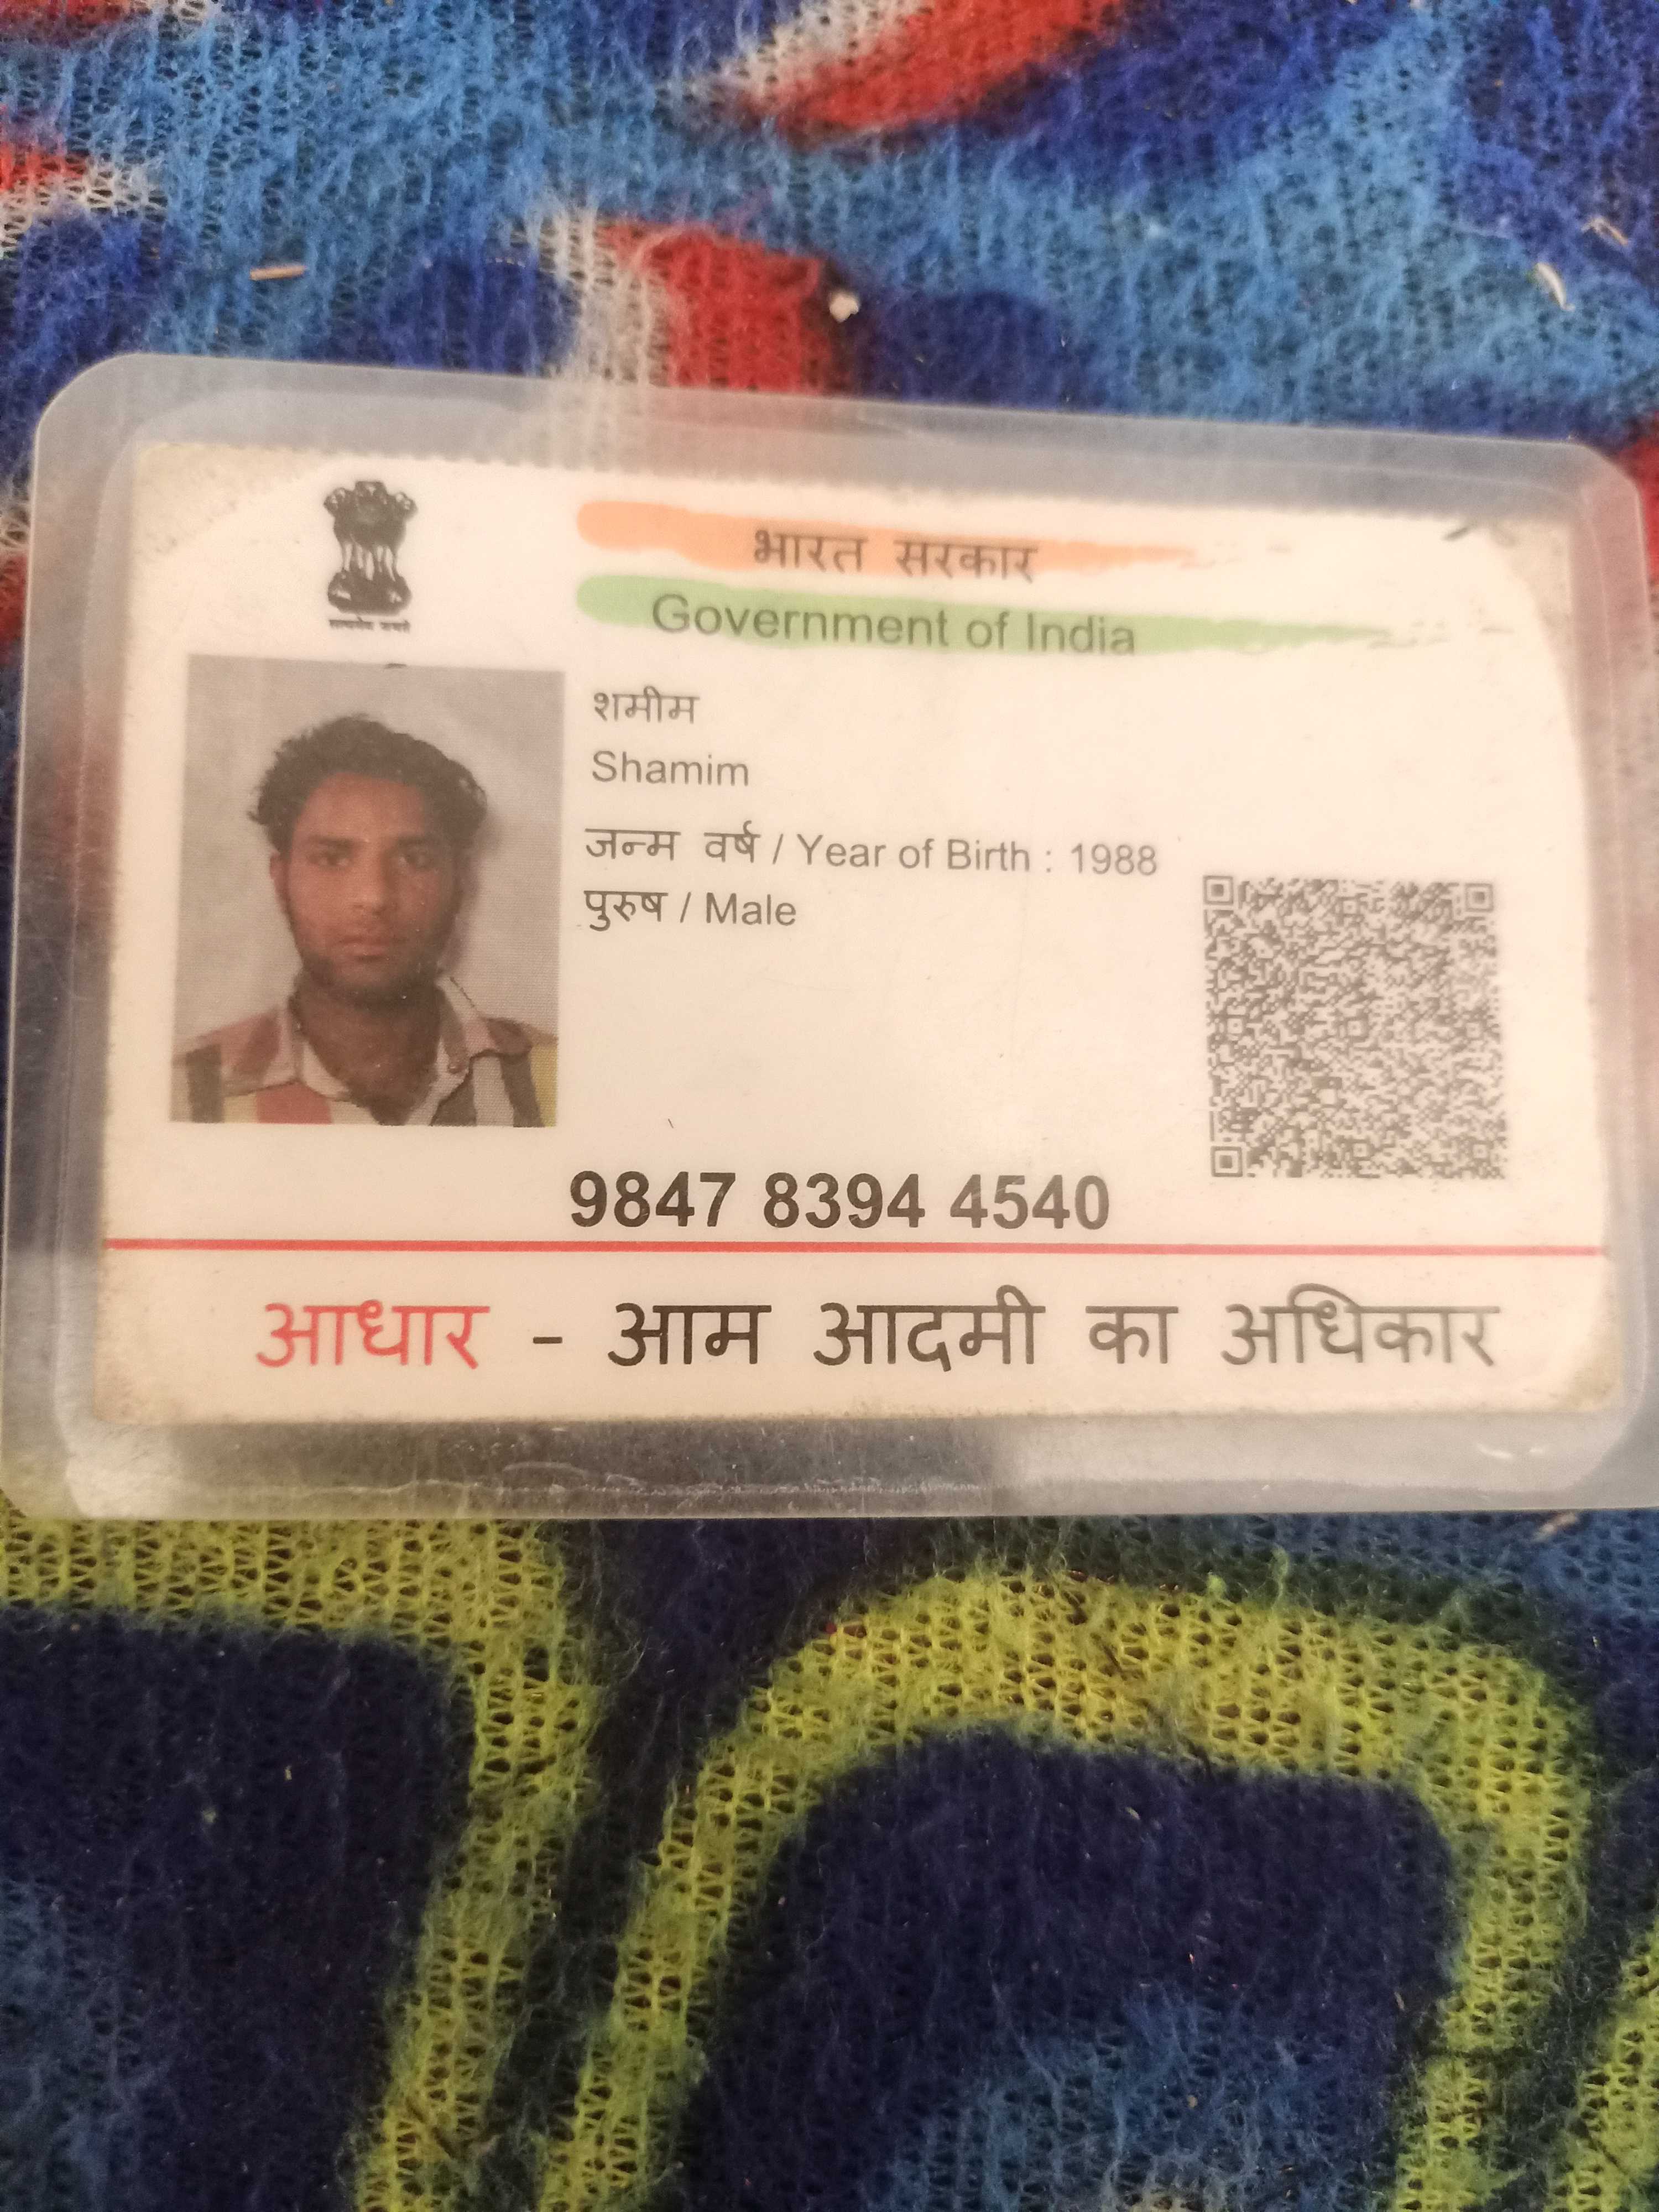 सत्यमेव जयते
भारत सरकार
Government of India
शमीम
Shamim
जन्म वर्ष / Year of Birth : 1988
पुरुष / Male
9847 8394 4540
आधार - आम आदमी का अधिकार